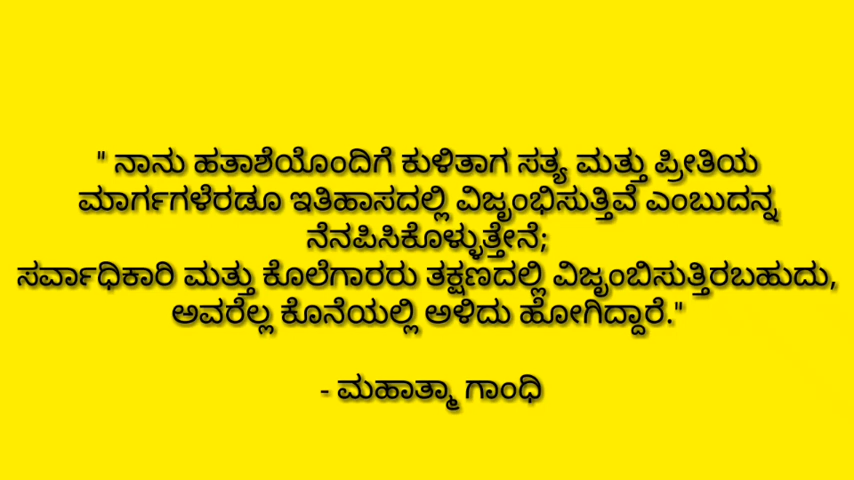 " ನಾನು ಹತಾಶೆಯೊಂದಿಗೆ ಕುಳಿತಾಗ ಸತ್ಯ ಮತ್ತು ಪ್ರೀತಿಯ
ಮಾರ್ಗಗಳೆರಡೂ ಇತಿಹಾಸದಲ್ಲಿ ವಿಜೃಂಭಿಸುತ್ತಿವೆ ಎಂಬುದನ್ನ
ನೆನಪಿಸಿಕೊಳ್ಳುತ್ತೇನೆ;
ಸರ್ವಾಧಿಕಾರಿ ಮತ್ತು ಕೊಲೆಗಾರರು ತಕ್ಷಣದಲ್ಲಿ ವಿಜೃಂಬಿಸುತ್ತಿರಬಹುದು,
ಅವರೆಲ್ಲ ಕೊನೆಯಲ್ಲಿ ಅಳಿದು ಹೋಗಿದ್ದಾರೆ."
- ಮಹಾತ್ಮಾ ಗಾಂಧಿ